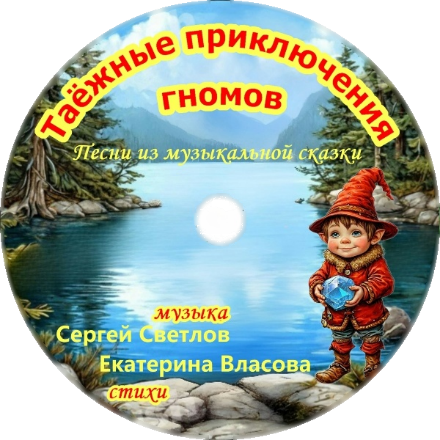 Таёжные приключения
гномов
Песни из музыкальной сказки
музыка
Сергей Светлов
Екатерина Власова
стихи